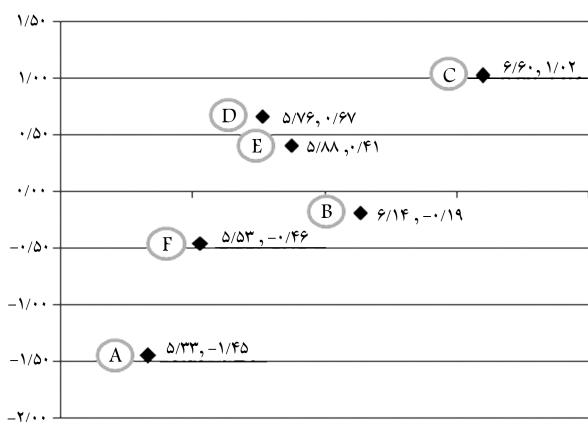 ۱/۵۰
C ۶/۶۰, ۱/۰۲
۱/۰۰
D ۵/۷۶, ۰/۶۷
۰/۵۰
E ۵/۸۸, ۰/۴۱
۰/۰۰
B ۶/۱۴, -۰/۱۹
F ۵/۵۳, -۰/۴۶
-۰/۵۰
-۱/۰۰
A ۵/۳۳, -۱/۴۵
-۱/۵۰
-۲/۰۰